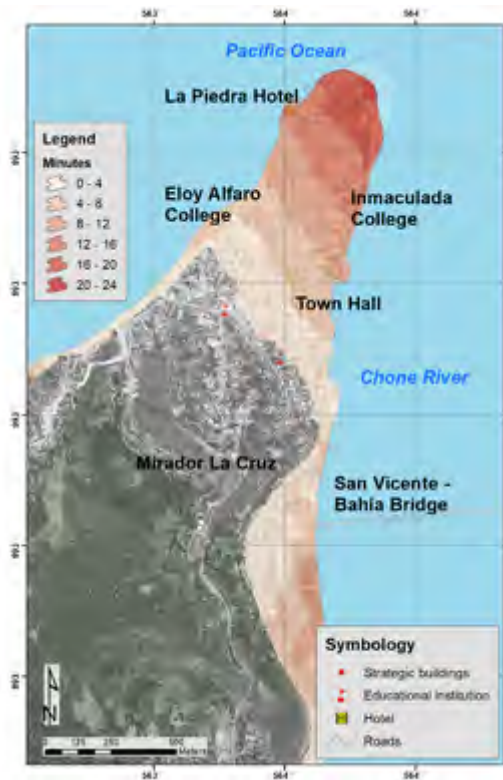 Pacific Ocean
La Piedra Hotel
Legend
Minutes
0 - 4
4 - 8
8 - 12
12 - 16
16 - 20
20 - 24
Eloy Alfaro
College
Inmaculada
College
Town Hall
Chone River
Mirador La Cruz
San Vicente -
Bahía Bridge
Symbology
Strategic buildings
Educational Institution
Hotel
Roads
N